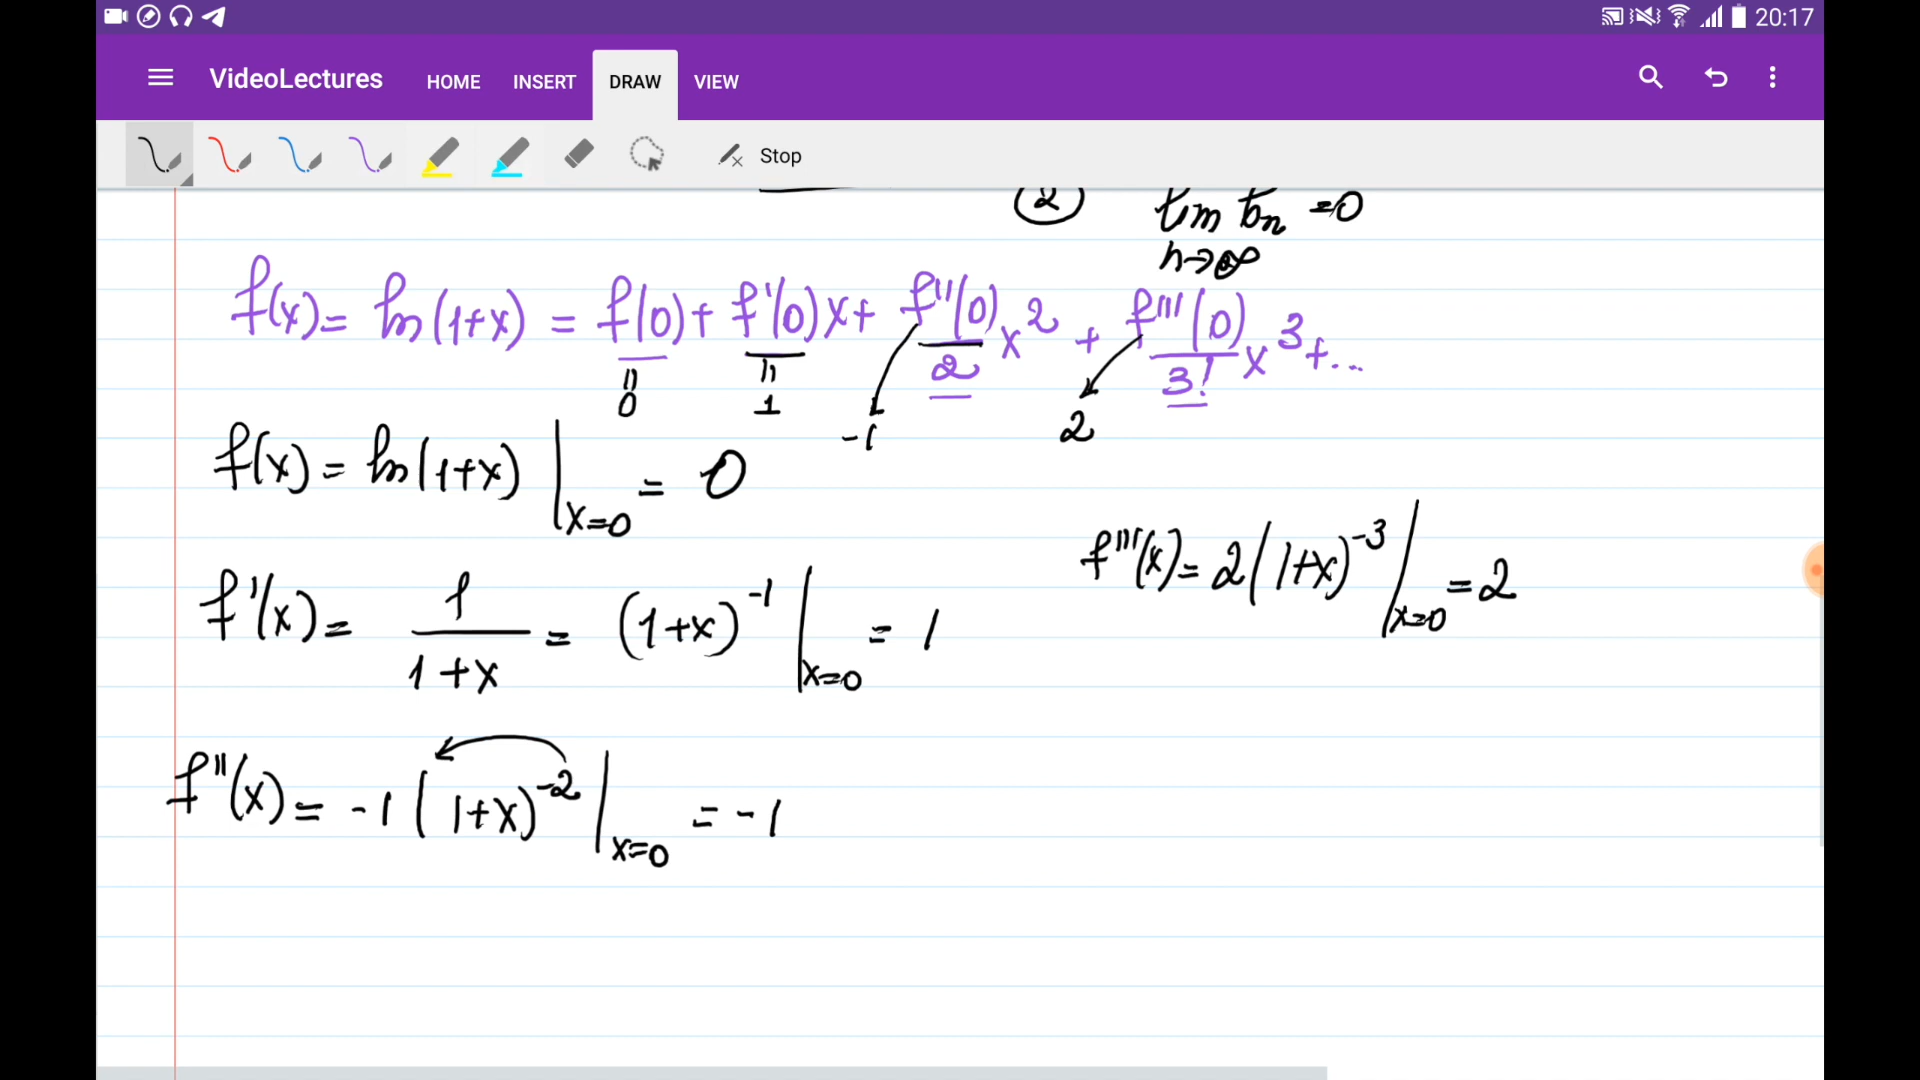 20:17
VideoLectures HOME INSERT DRAW VIEW
Stop
② lim bₙ = 0
n→∞
f(x) = ln(1+x) = f(0) + f'(0)x + f''(0)/2 x² + f'''(0)/3! x³ + ...
"
0
"
1
-1
2
f(x) = ln(1+x) |ₓ₌₀ = 0
f'''(x) = 2(1+x)⁻³ |ₓ₌₀ = 2
f'(x) = 1/(1+x) = (1+x)⁻¹ |ₓ₌₀ = 1
f''(x) = -1(1+x)⁻² |ₓ₌₀ = -1